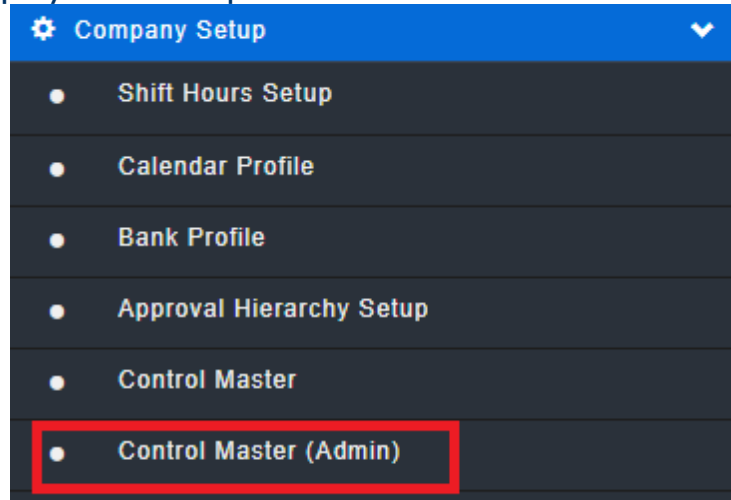 Company Setup
Shift Hours Setup
Calendar Profile
Bank Profile
Approval Hierarchy Setup
Control Master
Control Master (Admin)